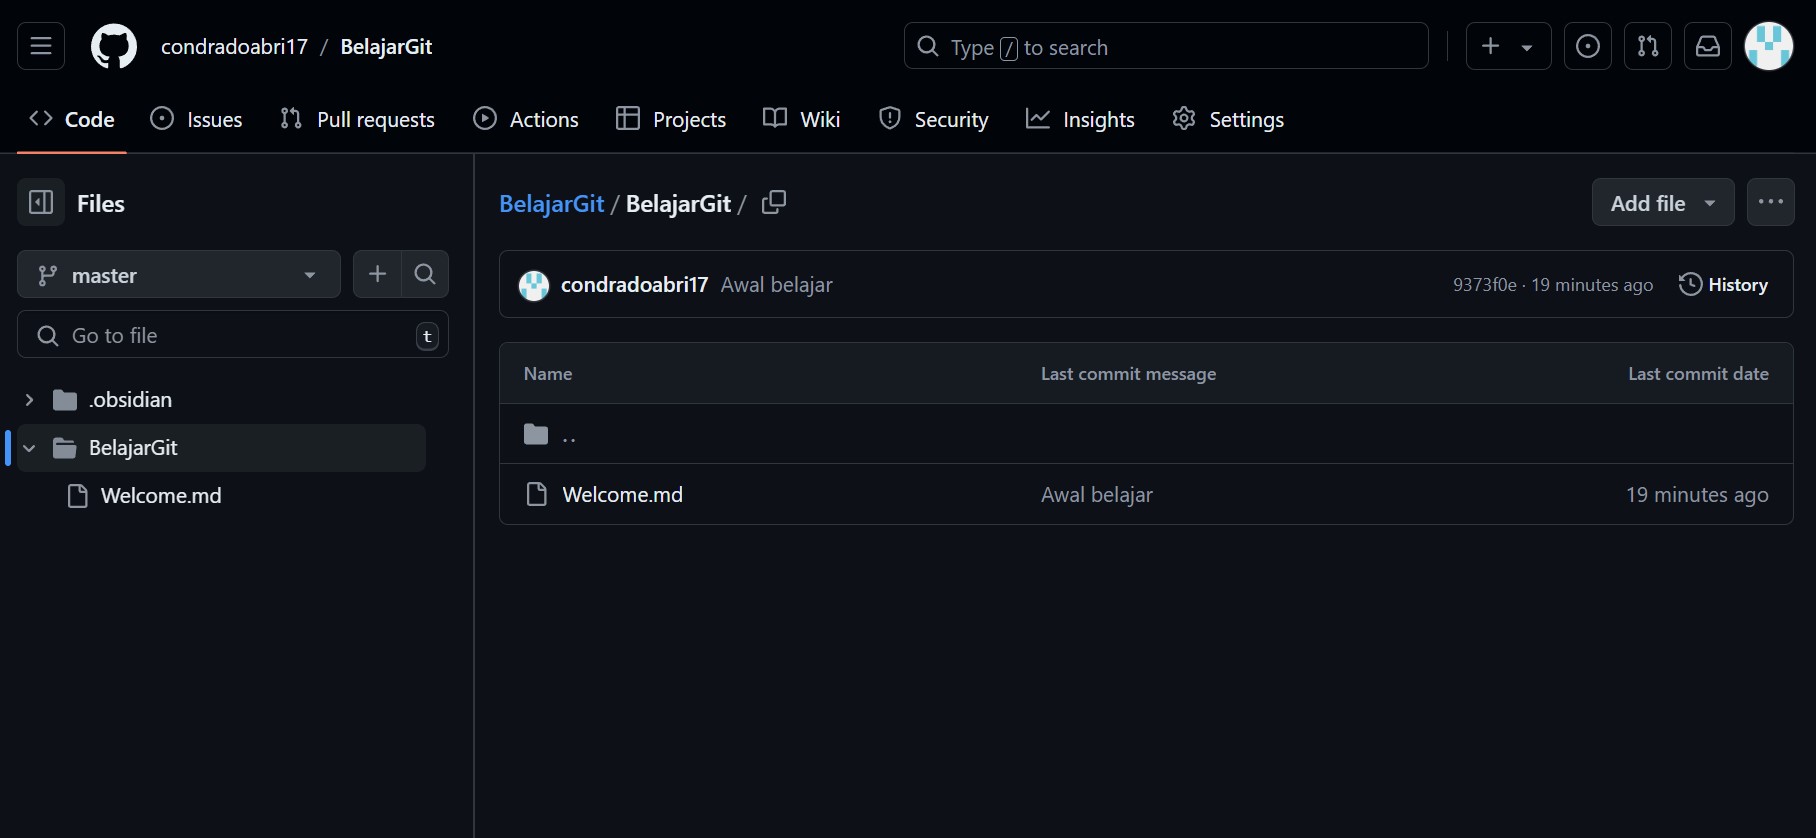 condradoabri17 / BelajarGit
Type / to search
Code Issues Pull requests Actions Projects Wiki Security Insights Settings
Files
master
Go to file t
.obsidian
BelajarGit
Welcome.md
BelajarGit / BelajarGit /
Add file
condradoabri17 Awal belajar 9373f0e · 19 minutes ago History
Name Last commit message Last commit date
..
Welcome.md Awal belajar 19 minutes ago